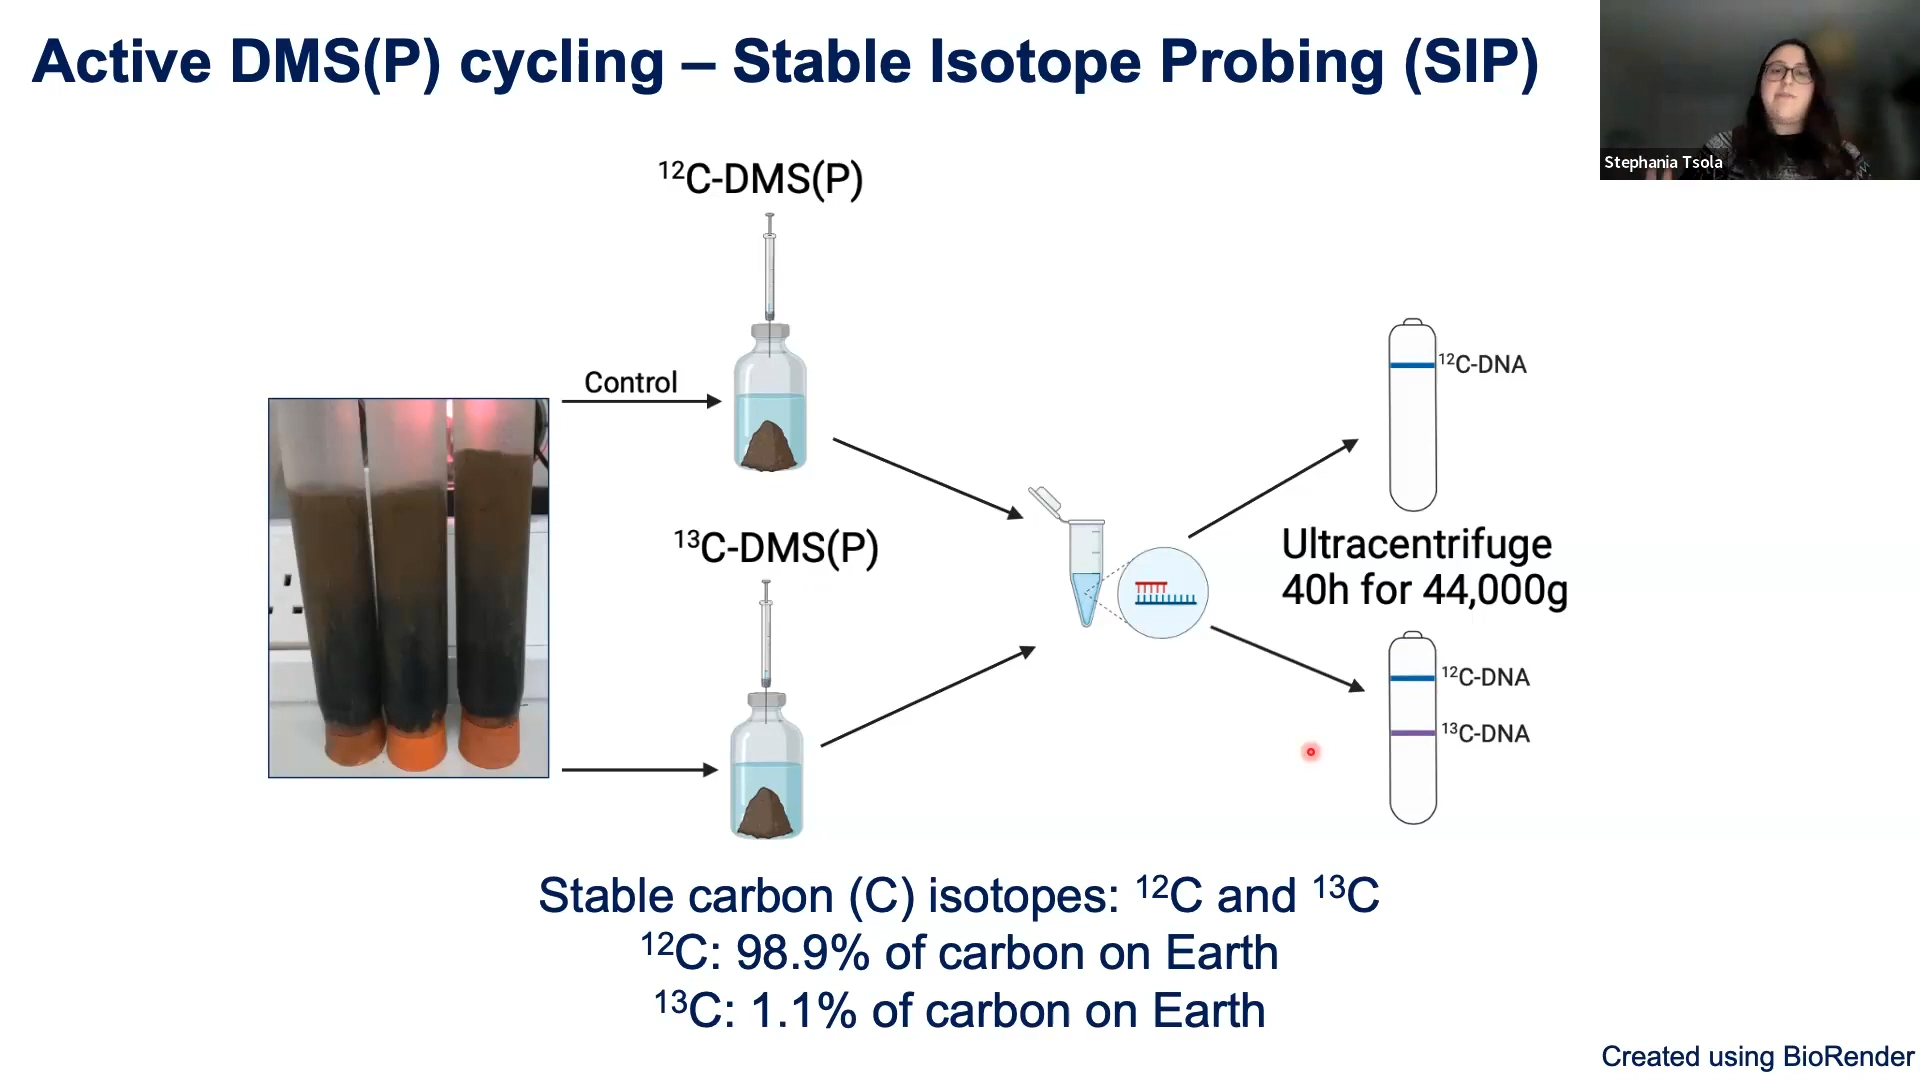 Active DMS(P) cycling – Stable Isotope Probing (SIP)
Stephania Tsola
¹²C-DMS(P)
Control
¹³C-DMS(P)
¹²C-DNA
Ultracentrifuge
40h for 44,000g
¹²C-DNA
¹³C-DNA
Stable carbon (C) isotopes: ¹²C and ¹³C
¹²C: 98.9% of carbon on Earth
¹³C: 1.1% of carbon on Earth
Created using BioRender